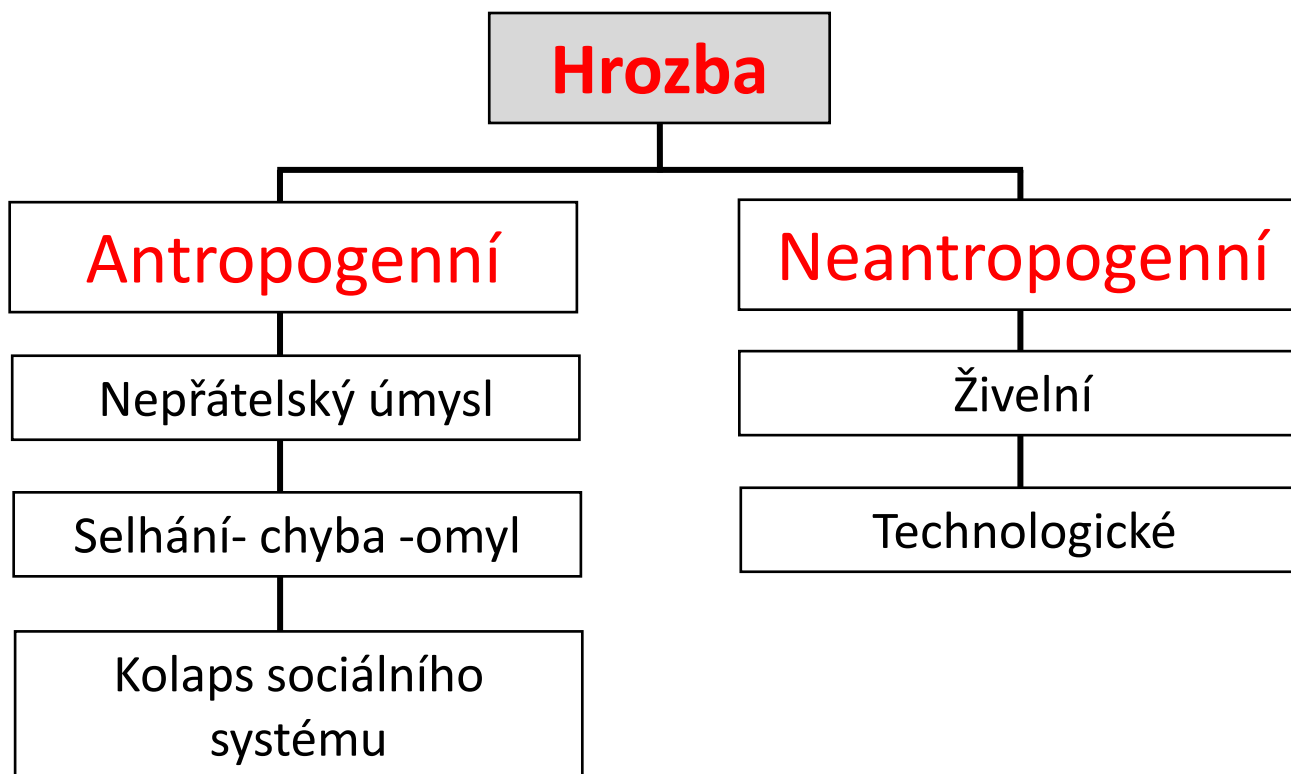 Hrozba
Antropogenní
Neantropogenní
Nepřátelský úmysl
Živelní
Selhání- chyba -omyl
Technologické
Kolaps sociálního
systému